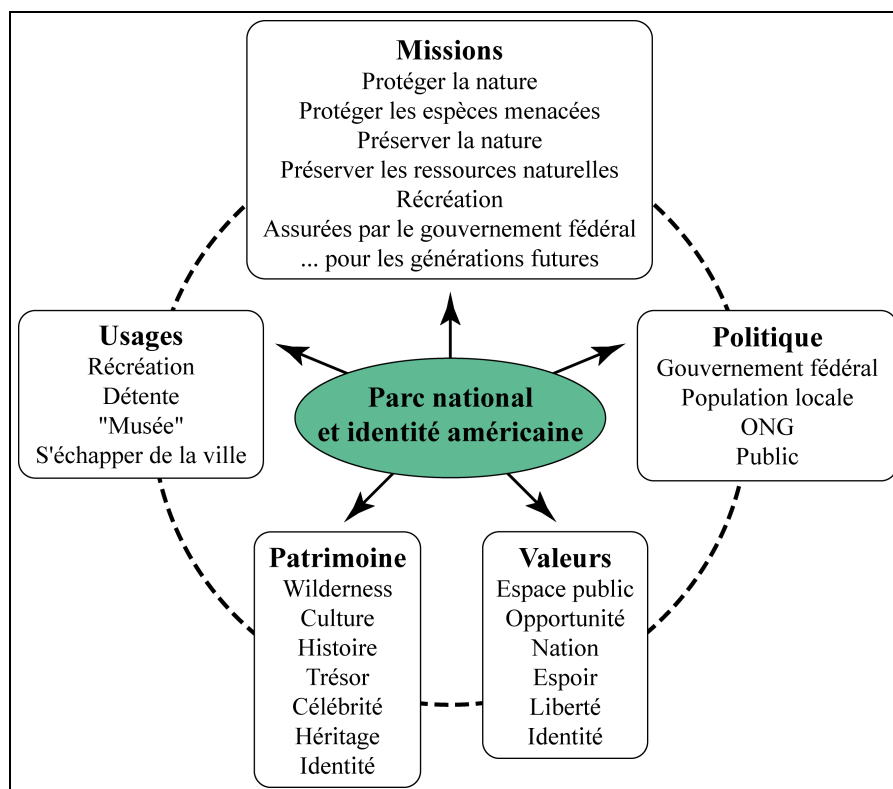 Missions
Protéger la nature
Protéger les espèces menacées
Préserver la nature
Préserver les ressources naturelles
Récréation
Assurées par le gouvernement fédéral
... pour les générations futures
Usages
Récréation
Détente
"Musée"
S'échapper de la ville
Parc national
et identité américaine
Politique
Gouvernement fédéral
Population locale
ONG
Public
Patrimoine
Wilderness
Culture
Histoire
Trésor
Célébrité
Héritage
Identité
Valeurs
Espace public
Opportunité
Nation
Espoir
Liberté
Identité